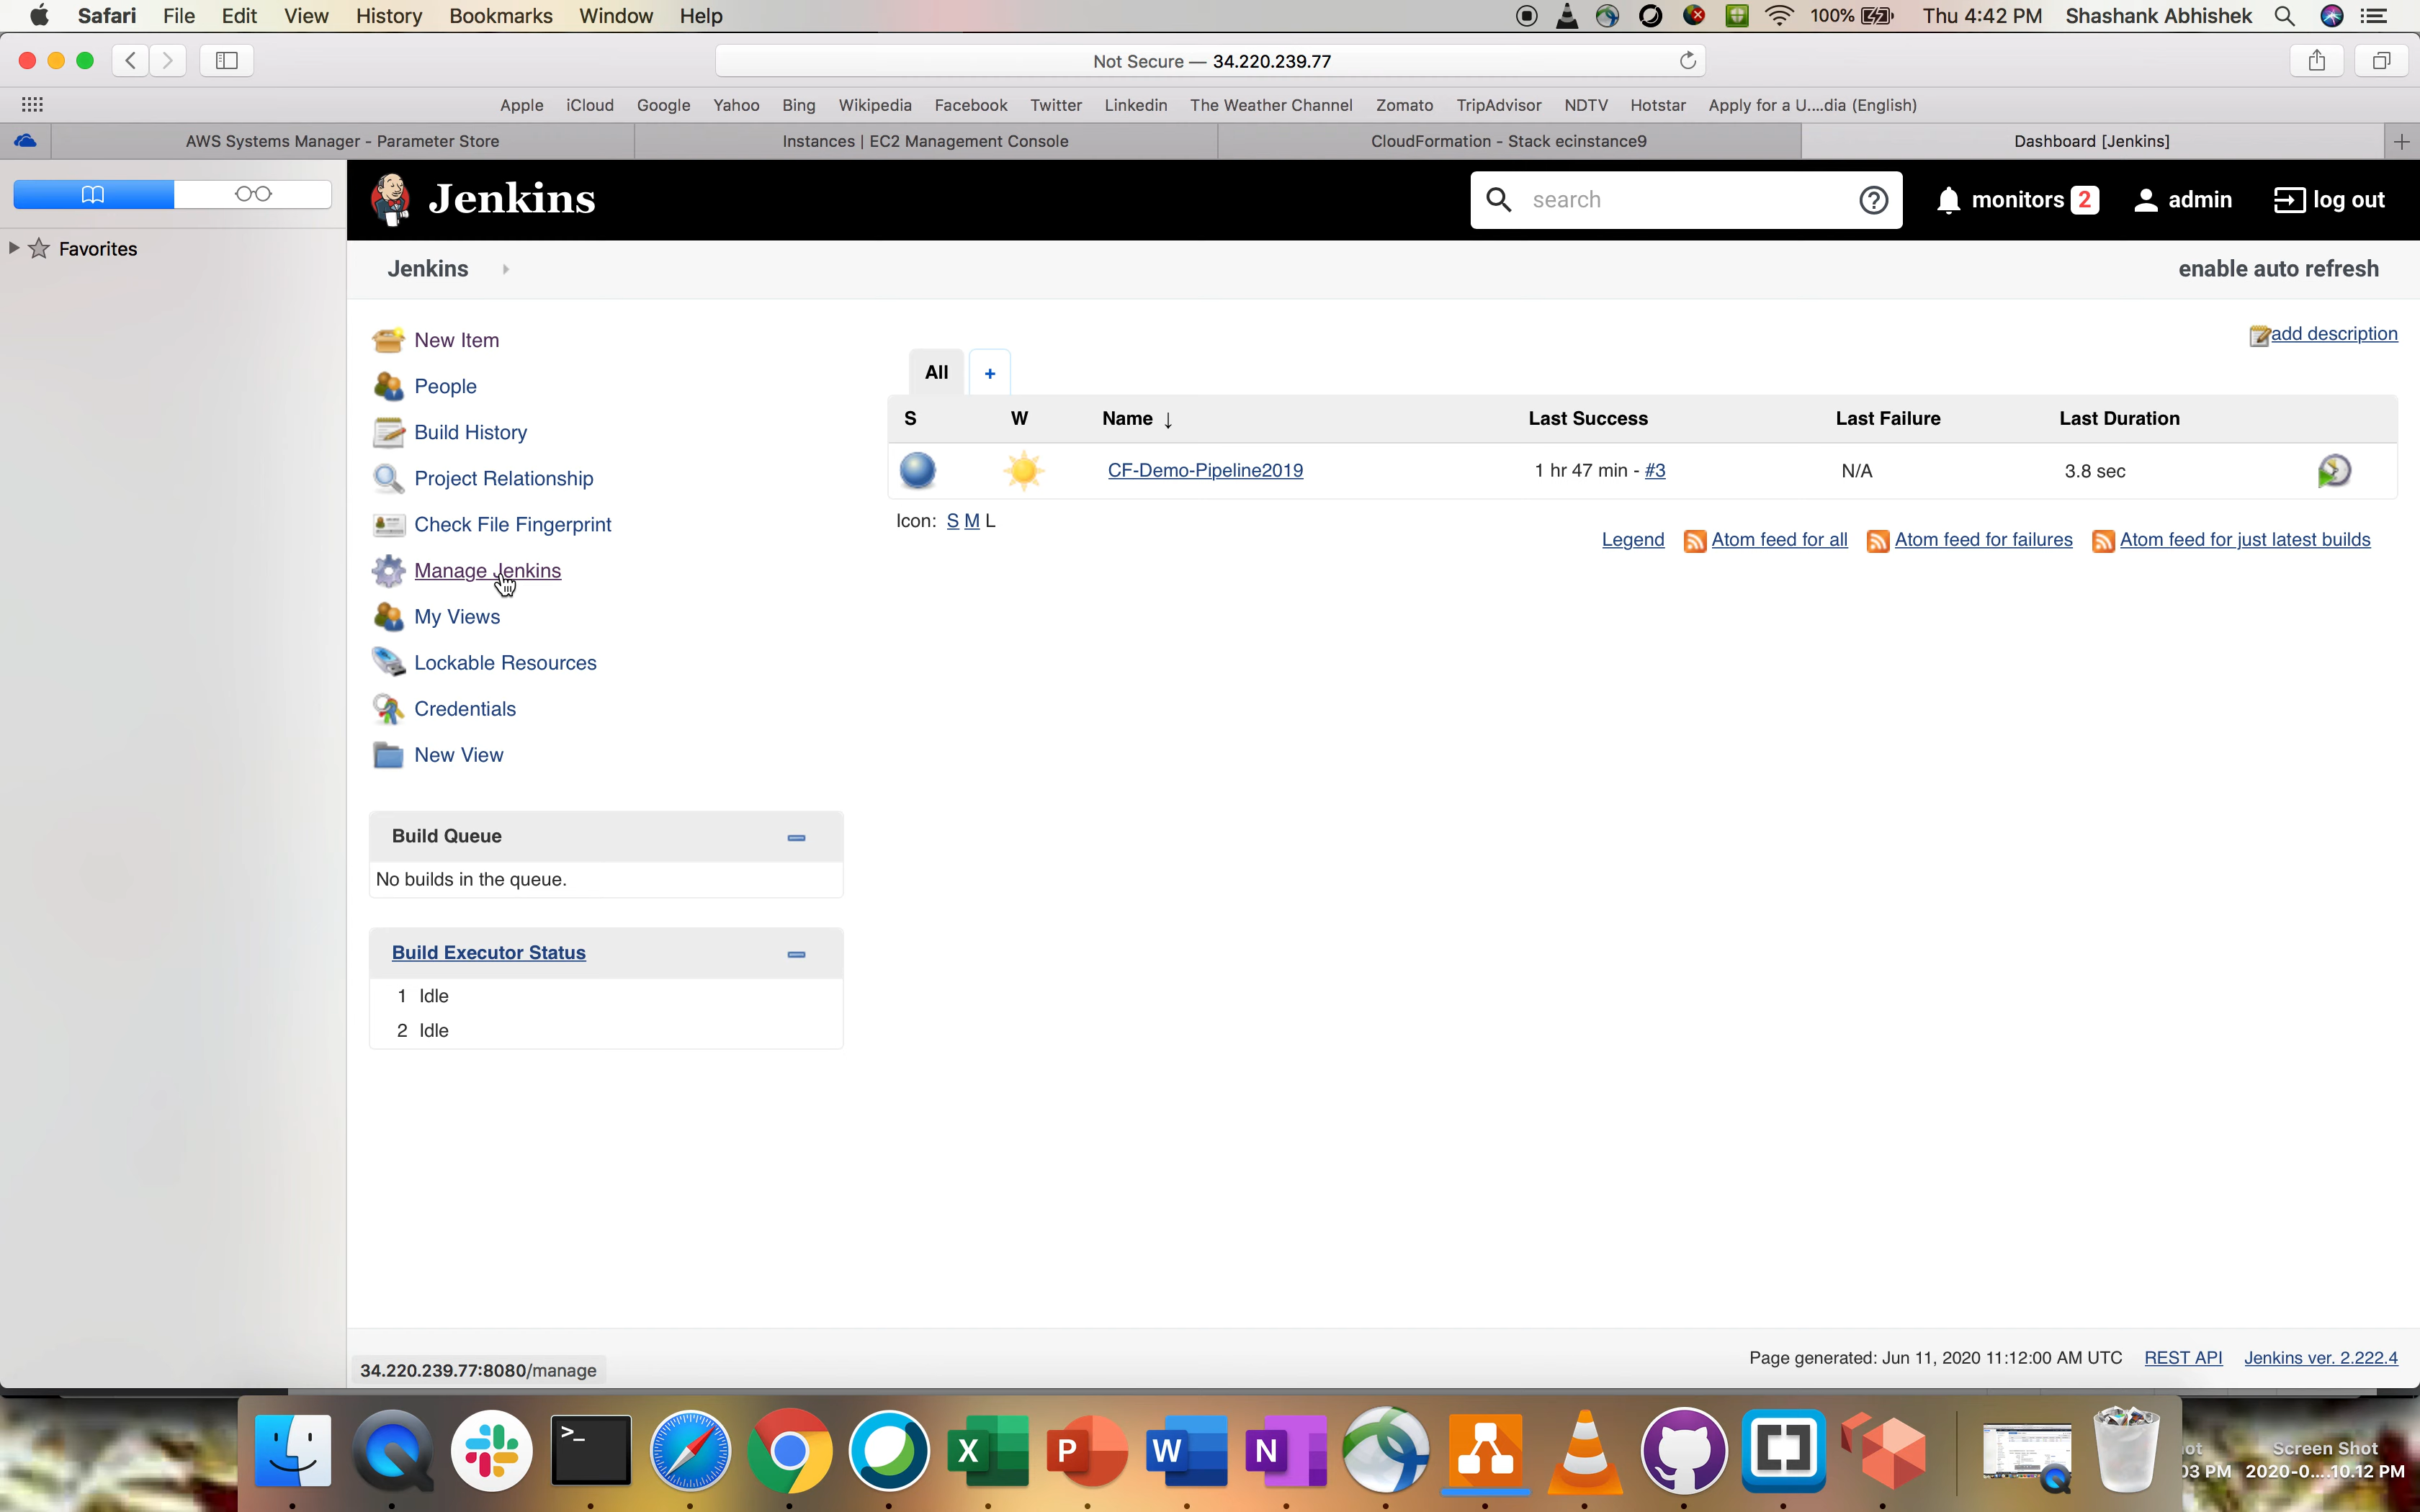 Safari File Edit View History Bookmarks Window Help 100% Thu 4:42 PM Shashank Abhishek
Not Secure — 34.220.239.77
Apple iCloud Google Yahoo Bing Wikipedia Facebook Twitter Linkedin The Weather Channel Zomato TripAdvisor NDTV Hotstar Apply for a U....dia (English)
AWS Systems Manager - Parameter Store Instances | EC2 Management Console CloudFormation - Stack ecinstance9 Dashboard [Jenkins]
Favorites
Jenkins search monitors 2 admin log out
Jenkins enable auto refresh
New Item
People
Build History
Project Relationship
Check File Fingerprint
Manage Jenkins
My Views
Lockable Resources
Credentials
New View
Build Queue
No builds in the queue.
Build Executor Status
1 Idle
2 Idle
add description
All +
S W Name ↓ Last Success Last Failure Last Duration
CF-Demo-Pipeline2019 1 hr 47 min - #3 N/A 3.8 sec
Icon: S M L
Legend Atom feed for all Atom feed for failures Atom feed for just latest builds
34.220.239.77:8080/manage
Page generated: Jun 11, 2020 11:12:00 AM UTC REST API Jenkins ver. 2.222.4
>_ X P W N
Screen Shot
03 PM 2020-0....10.12 PM